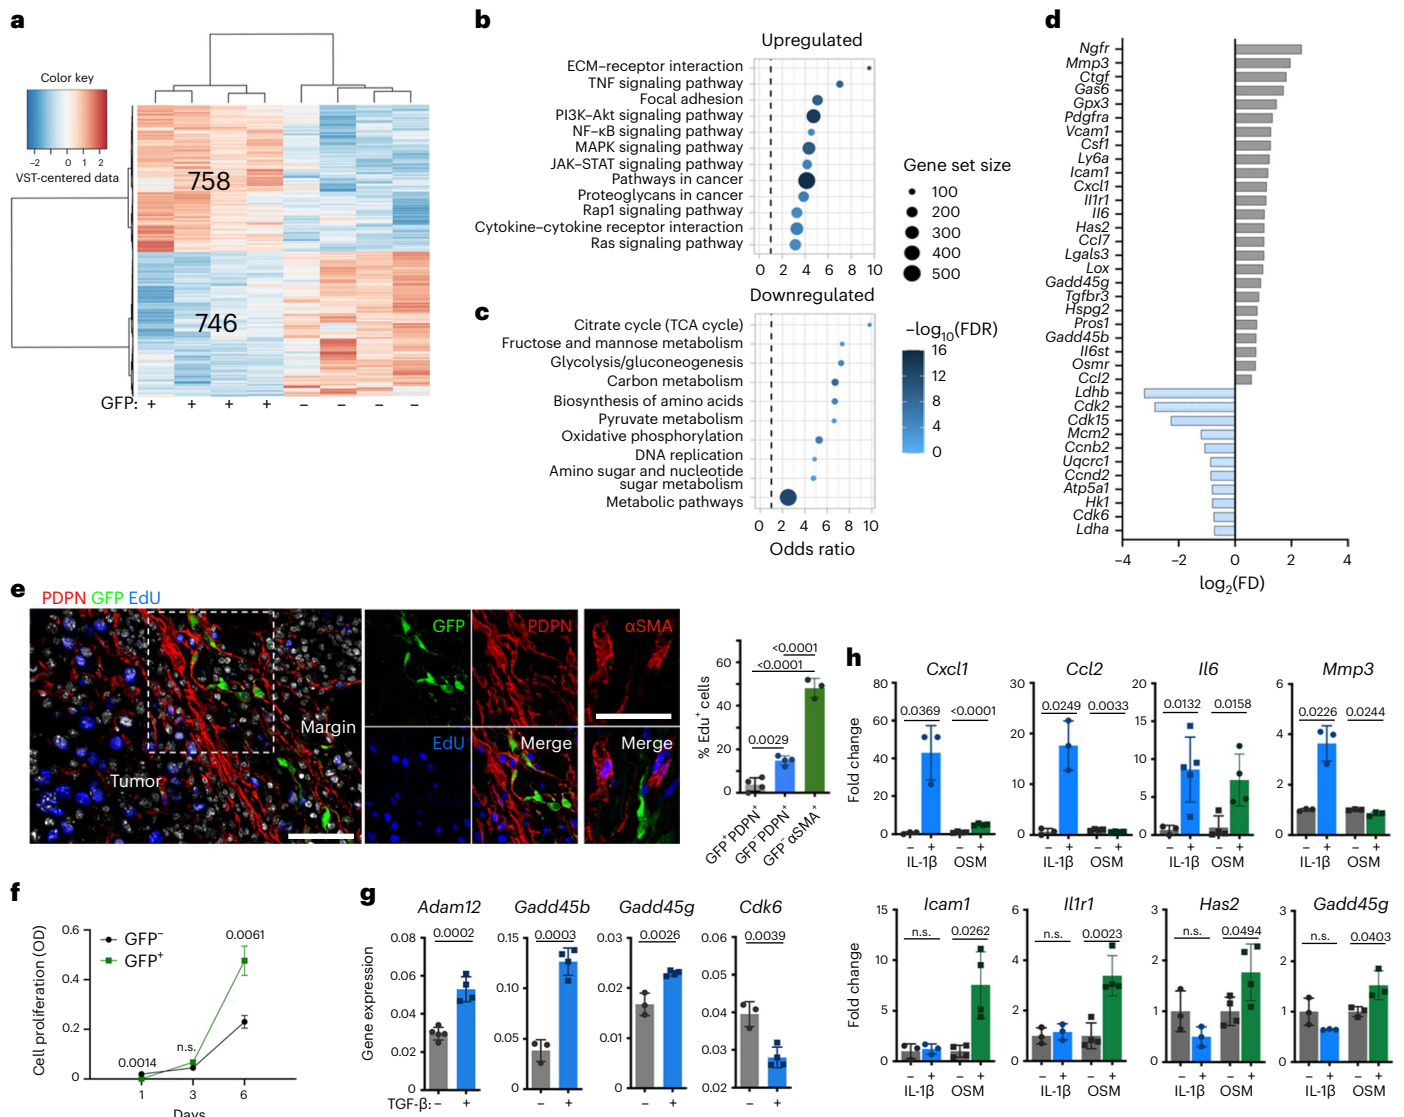 a
Color key
−2 0 1 2
VST-centered data
758
746
GFP: + + + + − − − −
b
Upregulated
ECM–receptor interaction
TNF signaling pathway
Focal adhesion
PI3K–Akt signaling pathway
NF-κB signaling pathway
MAPK signaling pathway
JAK–STAT signaling pathway
Pathways in cancer
Proteoglycans in cancer
Rap1 signaling pathway
Cytokine–cytokine receptor interaction
Ras signaling pathway
0 2 4 6 8 10
Gene set size
100
200
300
400
500
c
Downregulated
Citrate cycle (TCA cycle)
Fructose and mannose metabolism
Glycolysis/gluconeogenesis
Carbon metabolism
Biosynthesis of amino acids
Pyruvate metabolism
Oxidative phosphorylation
DNA replication
Amino sugar and nucleotide
sugar metabolism
Metabolic pathways
0 2 4 6 8 10
Odds ratio
−log10(FDR)
16
12
8
4
0
d
Ngfr
Mmp3
Ctgf
Gas6
Gpx3
Pdgfra
Vcam1
Csf1
Ly6a
Icam1
Cxcl1
Il1r1
Il6
Has2
Ccl7
Lgals3
Lox
Gadd45g
Tgfbr3
Hspg2
Pros1
Gadd45b
Il6st
Osmr
Ccl2
Ldhb
Cdk2
Cdk15
Mcm2
Ccnb2
Uqcrc1
Ccnd2
Atp5a1
Hk1
Cdk6
Ldha
−4 −2 0 2 4
log2(FD)
e
PDPN GFP EdU
Tumor
Margin
GFP
PDPN
αSMA
EdU
Merge
Merge
% Edu+ cells
60
40
20
0
<0.0001
<0.0001
0.0029
GFP+PDPN+
GFP−PDPN+
GFP−αSMA+
f
Cell proliferation (OD)
0.6
0.4
0.2
0
GFP−
GFP+
0.0014
n.s.
0.0061
1 3 6
Days
g
Gene expression
Adam12
0.08
0.06
0.04
0.02
0
0.0002
TGF-β: − +
Gadd45b
0.15
0.10
0.05
0
0.0003
− +
Gadd45g
0.03
0.02
0.01
0
0.0026
− +
Cdk6
0.06
0.05
0.04
0.03
0.02
0.0039
− +
h
Fold change
Cxcl1
80
60
40
20
0
0.0369 <0.0001
− + − +
IL-1β OSM
Ccl2
30
20
10
0
0.0249 0.0033
− + − +
IL-1β OSM
Il6
20
15
10
5
0
0.0132 0.0158
− + − +
IL-1β OSM
Mmp3
6
4
2
0
0.0226 0.0244
− + − +
IL-1β OSM
Fold change
Icam1
15
10
5
0
n.s. 0.0262
− + − +
IL-1β OSM
Il1r1
6
4
2
0
n.s. 0.0023
− + − +
IL-1β OSM
Has2
3
2
1
0
n.s. 0.0494
− + − +
IL-1β OSM
Gadd45g
3
2
1
0
n.s. 0.0403
− + − +
IL-1β OSM